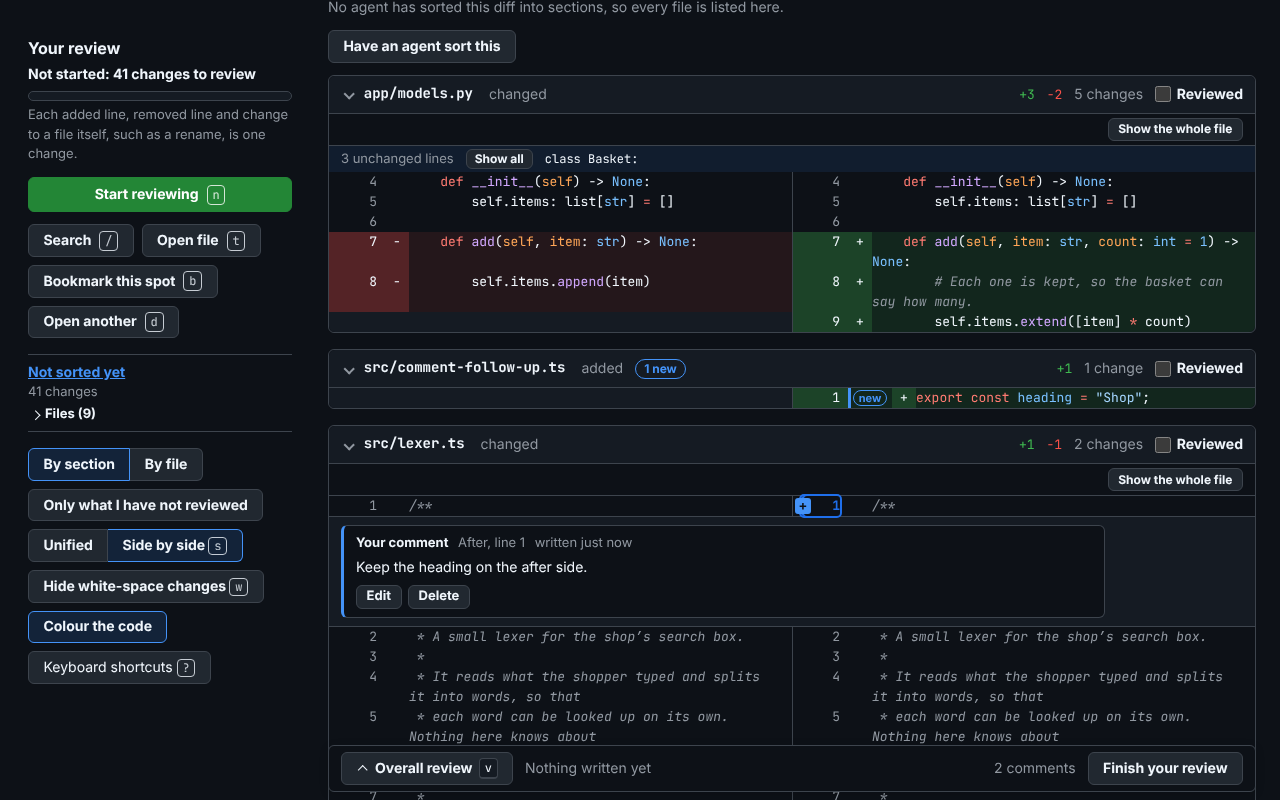 No agent has sorted this diff into sections, so every file is listed here.
Your review
Not started: 41 changes to review
Each added line, removed line and change
to a file itself, such as a rename, is one
change.
Start reviewing n
Search / Open file t
Bookmark this spot b
Open another d
Not sorted yet
41 changes
Files (9)
By section By file
Only what I have not reviewed
Unified Side by side s
Hide white-space changes w
Colour the code
Keyboard shortcuts ?
Have an agent sort this
app/models.py changed +3 -2 5 changes Reviewed
Show the whole file
3 unchanged lines Show all class Basket:
4 def __init__(self) -> None: 4 def __init__(self) -> None:
5 self.items: list[str] = [] 5 self.items: list[str] = []
6 6
7 - def add(self, item: str) -> None: 7 + def add(self, item: str, count: int = 1) ->
None:
8 - self.items.append(item) 8 + # Each one is kept, so the basket can
say how many.
9 + self.items.extend([item] * count)
src/comment-follow-up.ts added 1 new +1 1 change Reviewed
1 new + export const heading = "Shop";
src/lexer.ts changed +1 -1 2 changes Reviewed
Show the whole file
1 /** + 1 /**
Your comment After, line 1 written just now
Keep the heading on the after side.
Edit Delete
2 * A small lexer for the shop’s search box. 2 * A small lexer for the shop’s search box.
3 * 3 *
4 * It reads what the shopper typed and splits 4 * It reads what the shopper typed and splits
it into words, so that it into words, so that
5 * each word can be looked up on its own. 5 * each word can be looked up on its own.
Nothing here knows about Nothing here knows about
Overall review v Nothing written yet 2 comments Finish your review
7 * 7 *